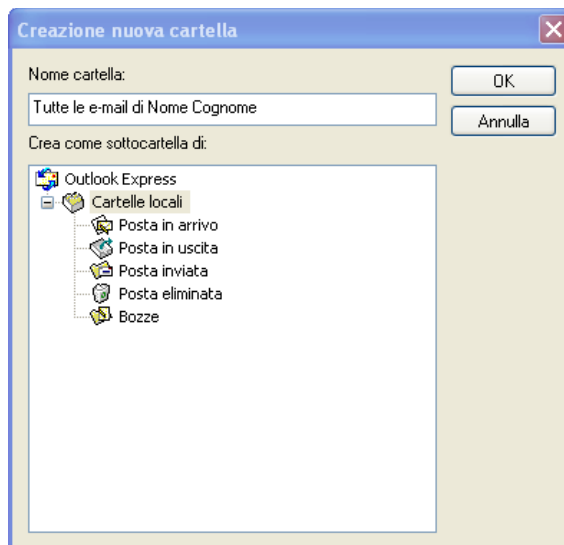 Creazione nuova cartella
Nome cartella:
OK
Tutte le e-mail di Nome Cognome
Annulla
Crea come sottocartella di:
Outlook Express
Cartelle locali
Posta in arrivo
Posta in uscita
Posta inviata
Posta eliminata
Bozze